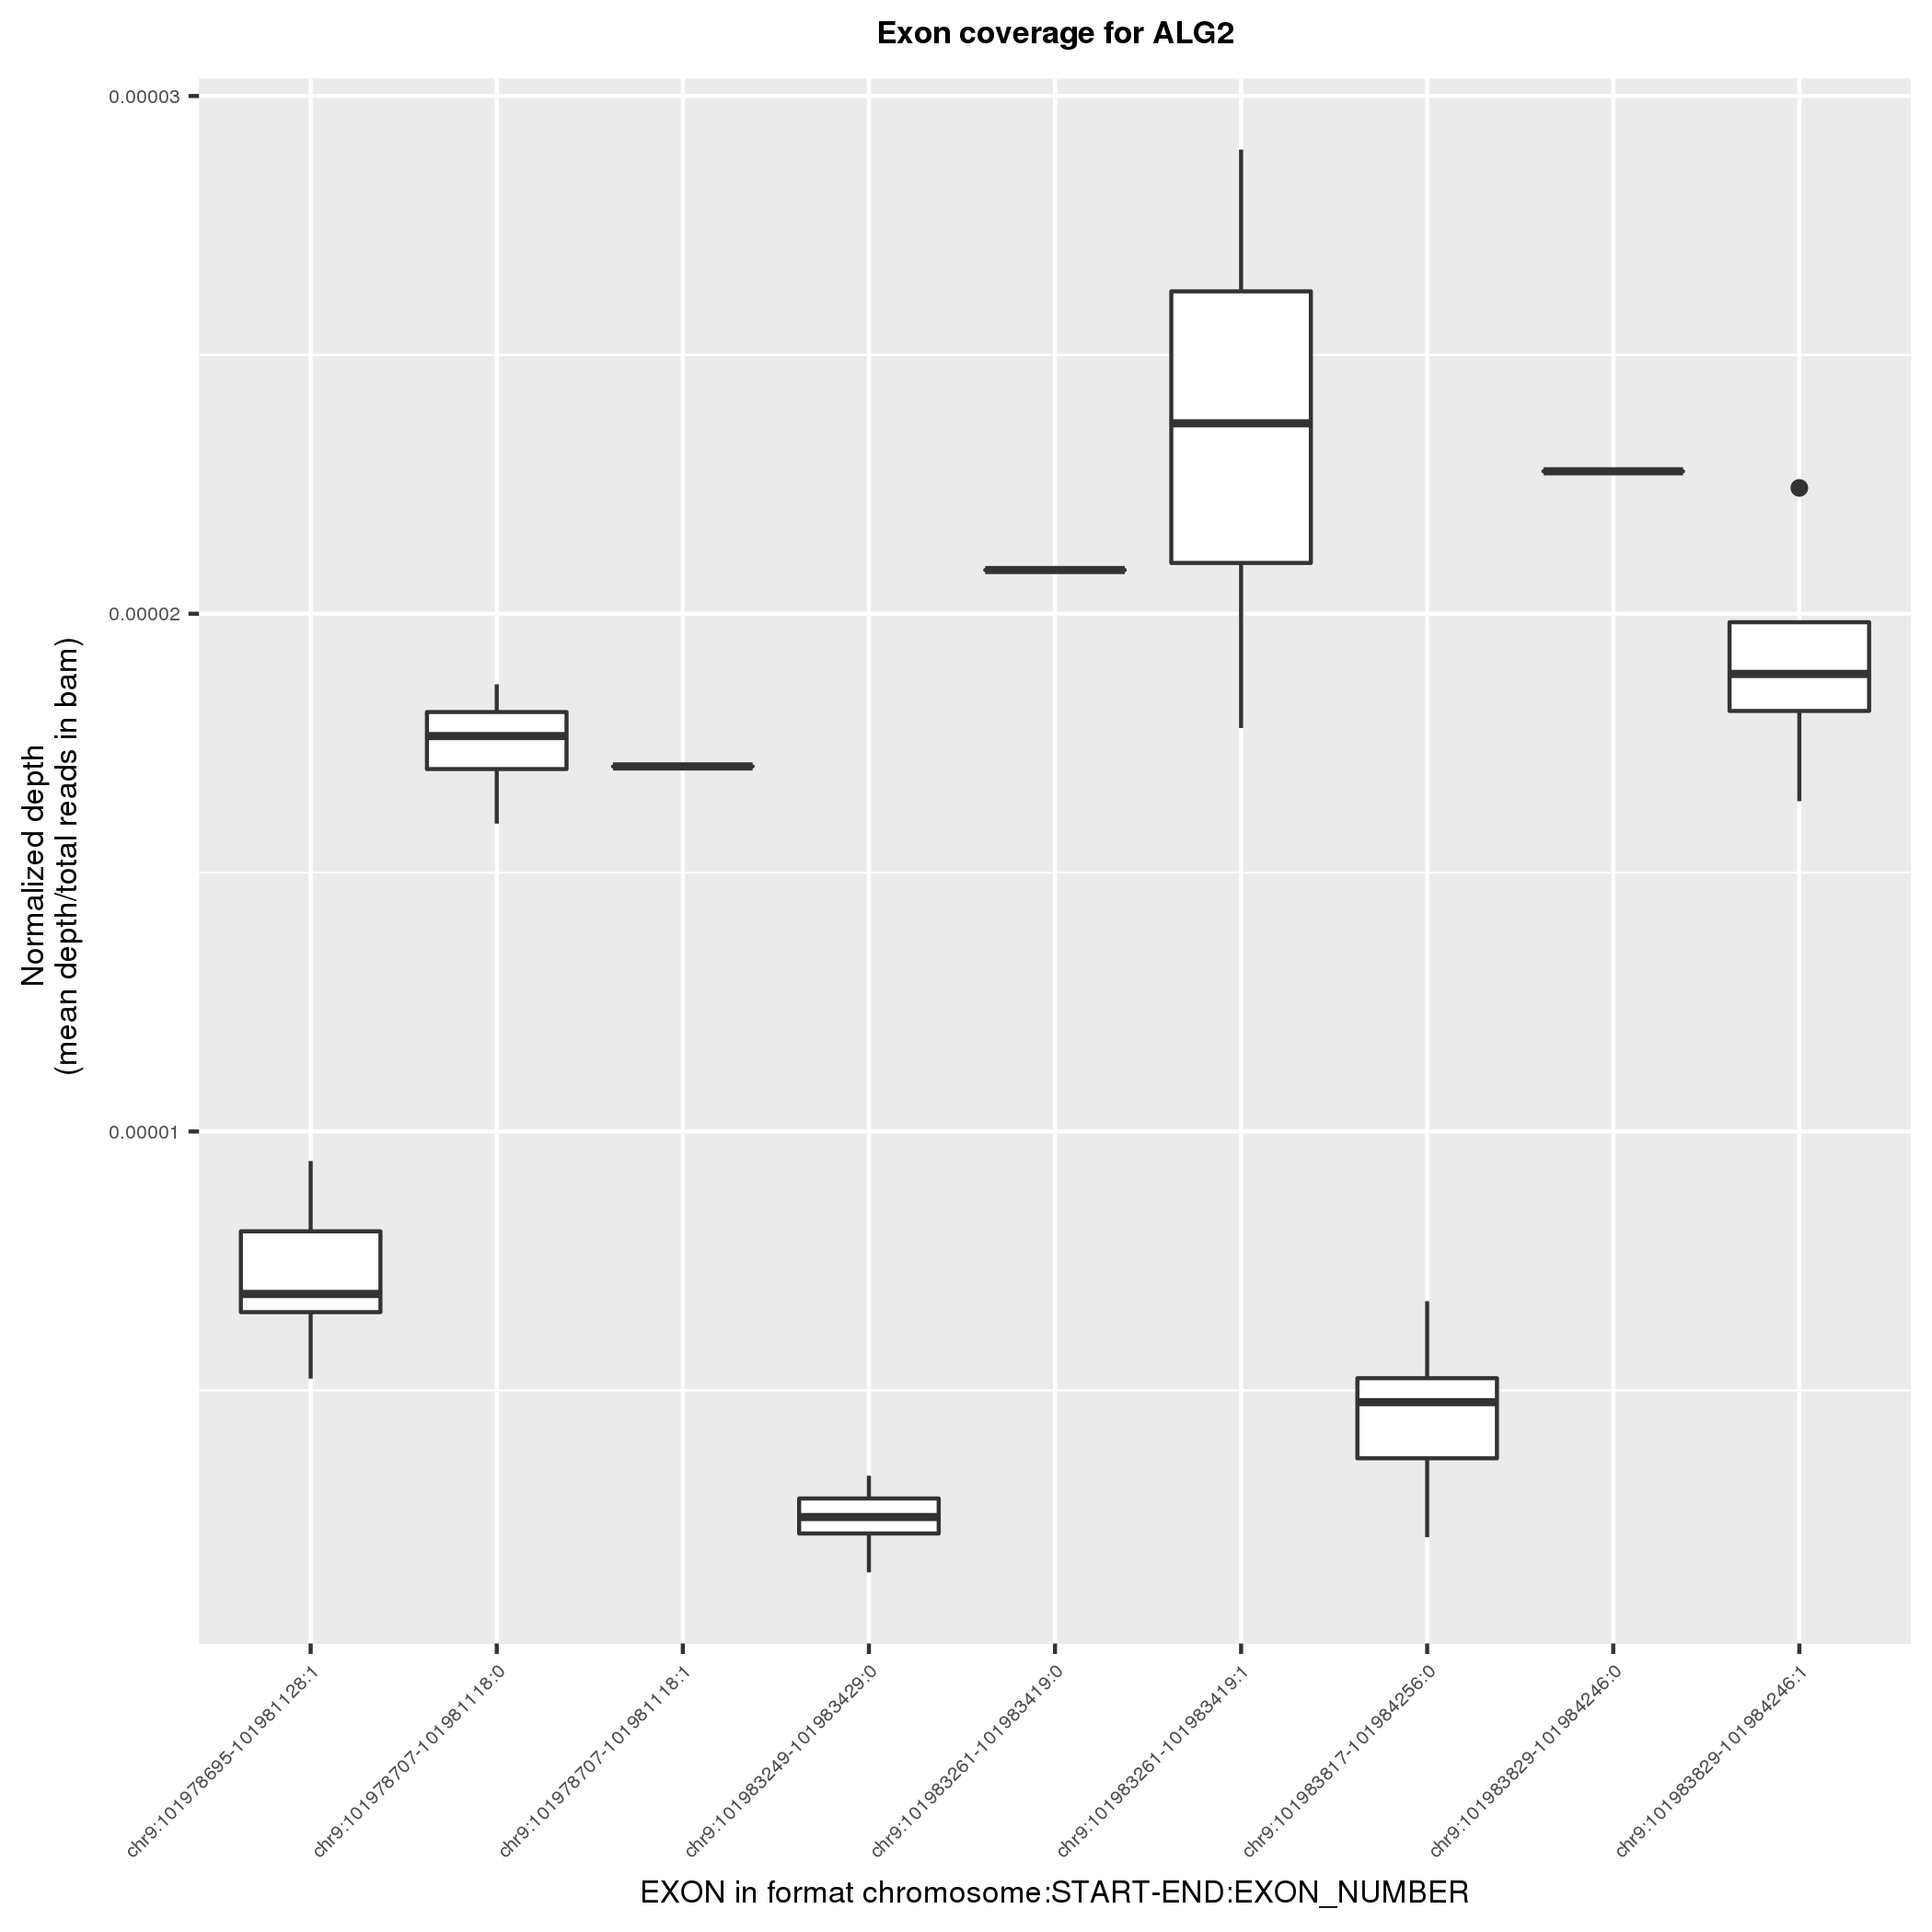 Exon coverage for ALG2
0.00003
0.00002
0.00001
Normalized depth
(mean depth/total reads in bam)
chr9:101978695-101981128:1
chr9:101978707-101981118:0
chr9:101978707-101981118:1
chr9:101983249-101983429:0
chr9:101983261-101983419:0
chr9:101983261-101983419:1
chr9:101983817-101984256:0
chr9:101983829-101984246:0
chr9:101983829-101984246:1
EXON in format chromosome:START-END:EXON_NUMBER